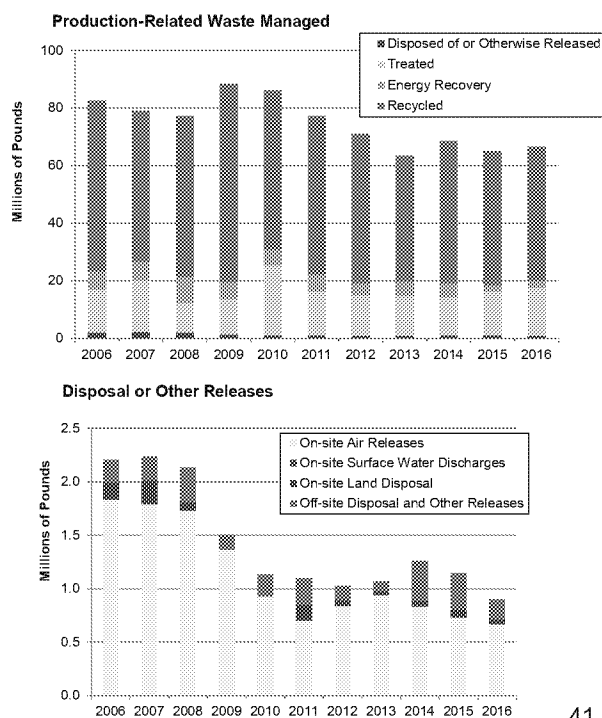 Production-Related Waste Managed
Disposed of or Otherwise Released
Treated
Energy Recovery
Recycled
Millions of Pounds
100
80
60
40
20
0
2006 2007 2008 2009 2010 2011 2012 2013 2014 2015 2016
Disposal or Other Releases
On-site Air Releases
On-site Surface Water Discharges
On-site Land Disposal
Off-site Disposal and Other Releases
Millions of Pounds
2.5
2.0
1.5
1.0
0.5
0.0
2006 2007 2008 2009 2010 2011 2012 2013 2014 2015 2016
41